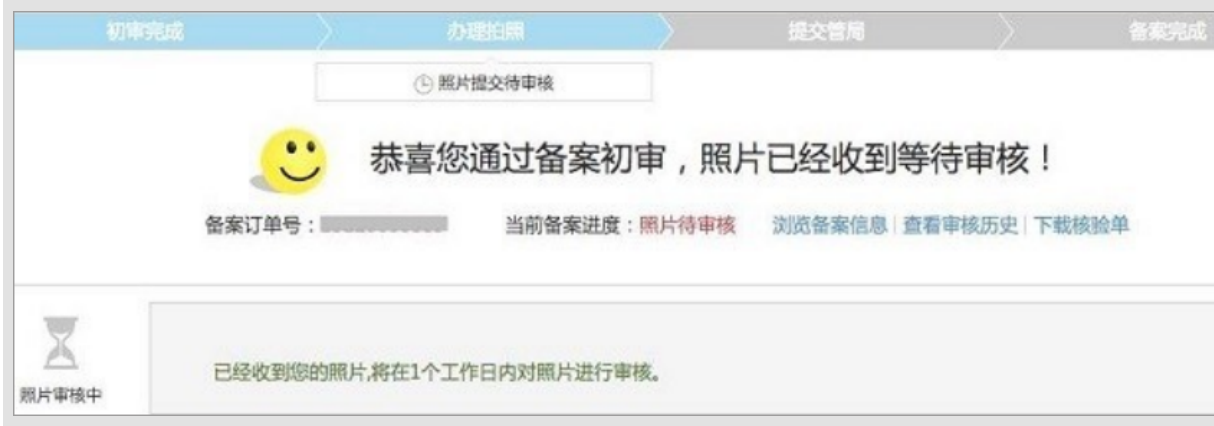 初审完成 办理拍照 提交管局 备案完成
照片提交待审核
恭喜您通过备案初审，照片已经收到等待审核！
备案订单号： 当前备案进度：照片待审核 浏览备案信息 | 查看审核历史 | 下载核验单
已经收到您的照片,将在1个工作日内对照片进行审核。
照片审核中